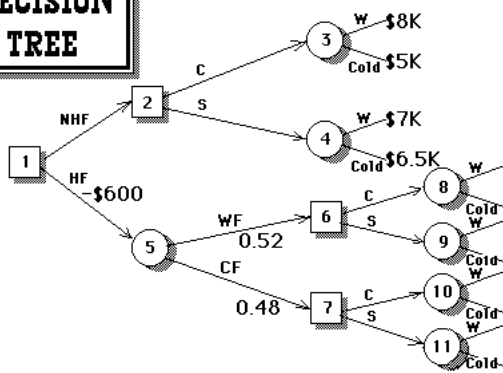 DECISION
TREE
W $8K
3
C Cold $5K
NHF 2
S W $7K
4
Cold $6.5K
1
HF -$600
W
C 8
Cold
WF 6
0.52 S W
9
Cold
5
CF
0.48
W
C 10
Cold
7
S W
11
Cold